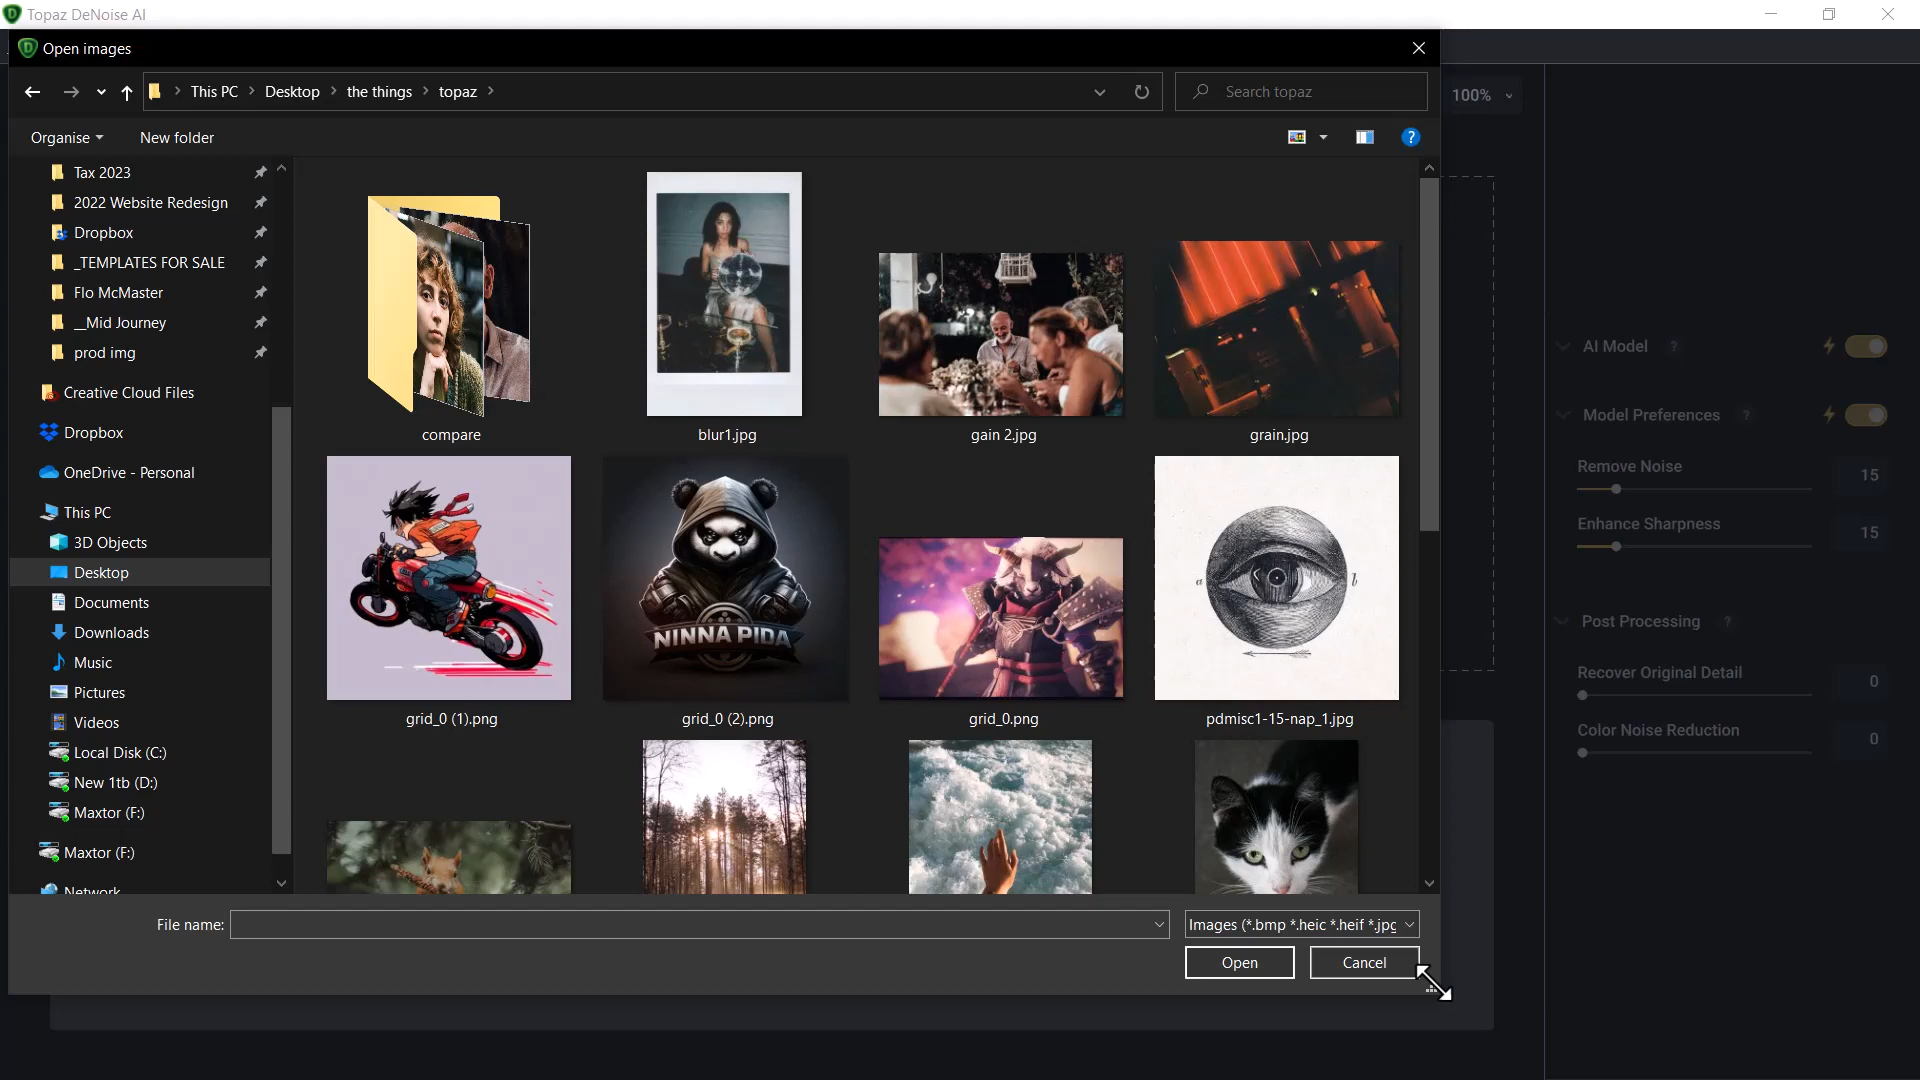 Topaz DeNoise AI
Open images
This PC > Desktop > the things > topaz >
Search topaz
100%
Organise
New folder
?
Tax 2023
2022 Website Redesign
Dropbox
_TEMPLATES FOR SALE
Flo McMaster
__Mid Journey
prod img
Creative Cloud Files
Dropbox
OneDrive - Personal
This PC
3D Objects
Desktop
Documents
Downloads
Music
Pictures
Videos
Local Disk (C:)
New 1tb (D:)
Maxtor (F:)
Maxtor (F:)
Network
compare
blur1.jpg
gain 2.jpg
grain.jpg
NINNA PIDA
a
b
grid_0 (1).png
grid_0 (2).png
grid_0.png
pdmisc1-15-nap_1.jpg
AI Model ?
Model Preferences ?
Remove Noise 15
Enhance Sharpness 15
Post Processing ?
Recover Original Detail 0
Color Noise Reduction 0
File name:
Images (*.bmp *.heic *.heif *.jpg
Open
Cancel